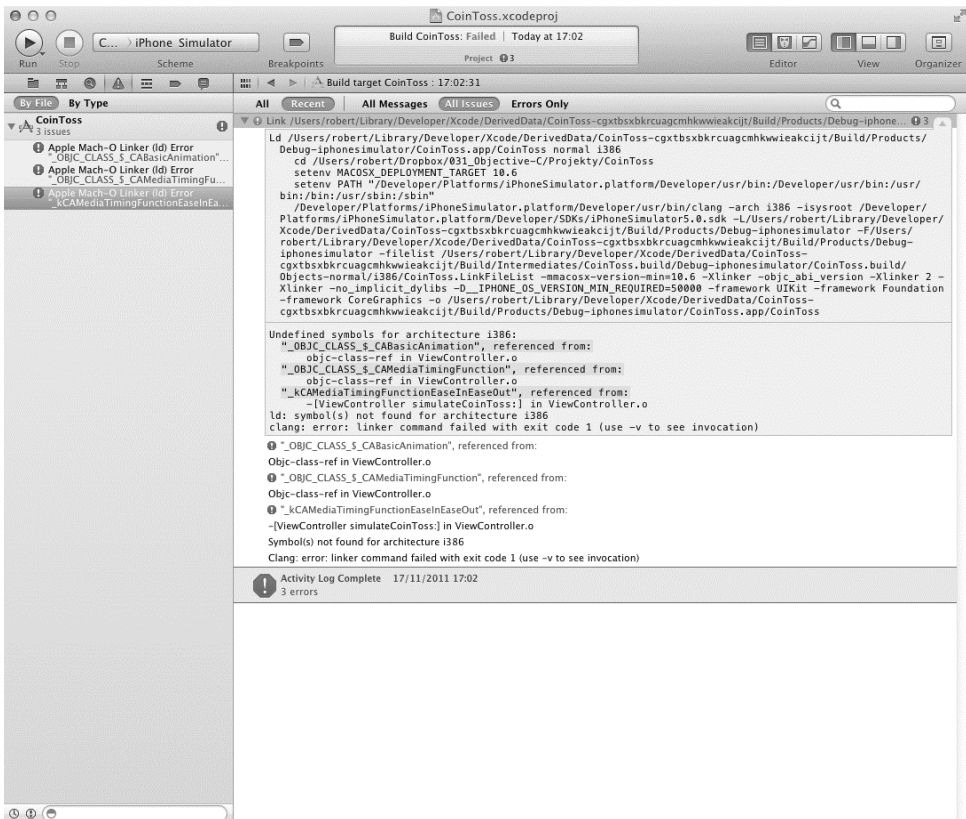 CoinToss.xcodeproj
C... > iPhone Simulator
Build CoinToss: Failed | Today at 17:02
Project 3
Run Stop Scheme Breakpoints Editor View Organizer
Build target CoinToss : 17:02:31
By File By Type
All Recent All Messages All Issues Errors Only
CoinToss
3 issues
Apple Mach-O Linker (ld) Error
"_OBJC_CLASS_$_CABasicAnimation"...
Apple Mach-O Linker (ld) Error
"_OBJC_CLASS_$_CAMediaTimingFu...
Apple Mach-O Linker (ld) Error
"_kCAMediaTimingFunctionEaseInEa...
Link /Users/robert/Library/Developer/Xcode/DerivedData/CoinToss-cgxtbsxbkrcuagcmhkwwieakcijt/Build/Products/Debug-iphone... 3
Ld /Users/robert/Library/Developer/Xcode/DerivedData/CoinToss-cgxtbsxbkrcuagcmhkwwieakcijt/Build/Products/
Debug-iphonesimulator/CoinToss.app/CoinToss normal i386
cd /Users/robert/Dropbox/031_Objective-C/Projekty/CoinToss
setenv MACOSX_DEPLOYMENT_TARGET 10.6
setenv PATH "/Developer/Platforms/iPhoneSimulator.platform/Developer/usr/bin:/Developer/usr/bin:/usr/
bin:/bin:/usr/sbin:/sbin"
/Developer/Platforms/iPhoneSimulator.platform/Developer/usr/bin/clang -arch i386 -isysroot /Developer/
Platforms/iPhoneSimulator.platform/Developer/SDKs/iPhoneSimulator5.0.sdk -L/Users/robert/Library/Developer/
Xcode/DerivedData/CoinToss-cgxtbsxbkrcuagcmhkwwieakcijt/Build/Products/Debug-iphonesimulator -F/Users/
robert/Library/Developer/Xcode/DerivedData/CoinToss-cgxtbsxbkrcuagcmhkwwieakcijt/Build/Products/Debug-
iphonesimulator -filelist /Users/robert/Library/Developer/Xcode/DerivedData/CoinToss-
cgxtbsxbkrcuagcmhkwwieakcijt/Build/Intermediates/CoinToss.build/Debug-iphonesimulator/CoinToss.build/
Objects-normal/i386/CoinToss.LinkFileList -mmacosx-version-min=10.6 -Xlinker -objc_abi_version -Xlinker 2 -
Xlinker -no_implicit_dylibs -D__IPHONE_OS_VERSION_MIN_REQUIRED=50000 -framework UIKit -framework Foundation
-framework CoreGraphics -o /Users/robert/Library/Developer/Xcode/DerivedData/CoinToss-
cgxtbsxbkrcuagcmhkwwieakcijt/Build/Products/Debug-iphonesimulator/CoinToss.app/CoinToss
Undefined symbols for architecture i386:
"_OBJC_CLASS_$_CABasicAnimation", referenced from:
objc-class-ref in ViewController.o
"_OBJC_CLASS_$_CAMediaTimingFunction", referenced from:
objc-class-ref in ViewController.o
"_kCAMediaTimingFunctionEaseInEaseOut", referenced from:
-[ViewController simulateCoinToss:] in ViewController.o
ld: symbol(s) not found for architecture i386
clang: error: linker command failed with exit code 1 (use -v to see invocation)
"_OBJC_CLASS_$_CABasicAnimation", referenced from:
Objc-class-ref in ViewController.o
"_OBJC_CLASS_$_CAMediaTimingFunction", referenced from:
Objc-class-ref in ViewController.o
"_kCAMediaTimingFunctionEaseInEaseOut", referenced from:
-[ViewController simulateCoinToss:] in ViewController.o
Symbol(s) not found for architecture i386
Clang: error: linker command failed with exit code 1 (use -v to see invocation)
Activity Log Complete 17/11/2011 17:02
3 errors